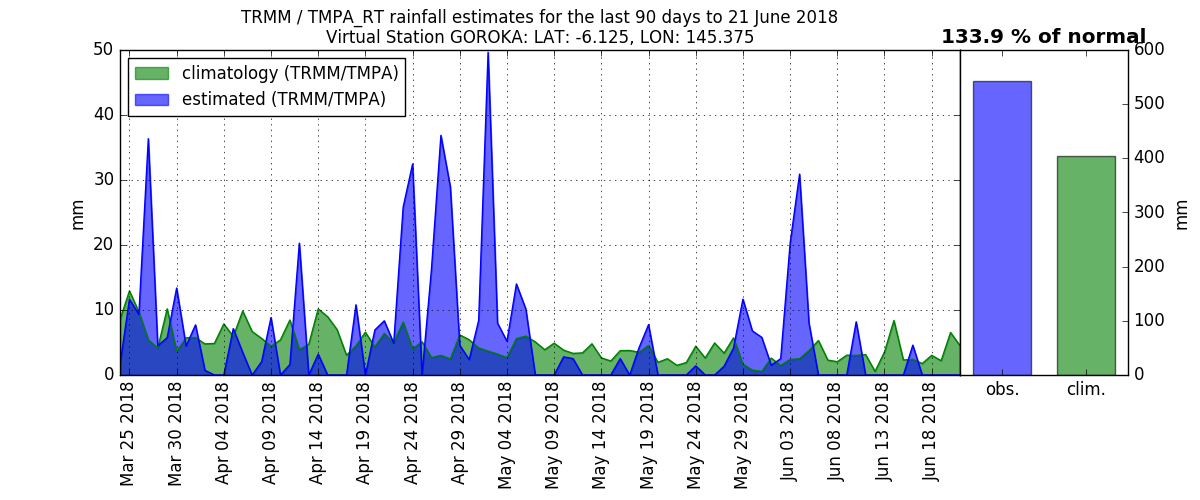 TRMM / TMPA_RT rainfall estimates for the last 90 days to 21 June 2018
Virtual Station GOROKA: LAT: -6.125, LON: 145.375
133.9 % of normal
climatology (TRMM/TMPA)
estimated (TRMM/TMPA)
50
40
30
20
10
0
mm
Mar 25 2018
Mar 30 2018
Apr 04 2018
Apr 09 2018
Apr 14 2018
Apr 19 2018
Apr 24 2018
Apr 29 2018
May 04 2018
May 09 2018
May 14 2018
May 19 2018
May 24 2018
May 29 2018
Jun 03 2018
Jun 08 2018
Jun 13 2018
Jun 18 2018
obs.
clim.
600
500
400
300
200
100
0
mm